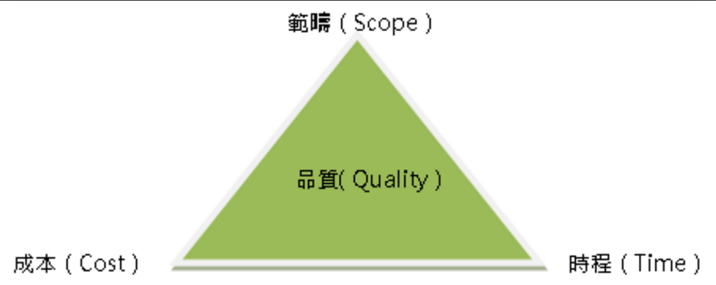 範疇 ( Scope )
品質( Quality )
成本 ( Cost )
時程 ( Time )